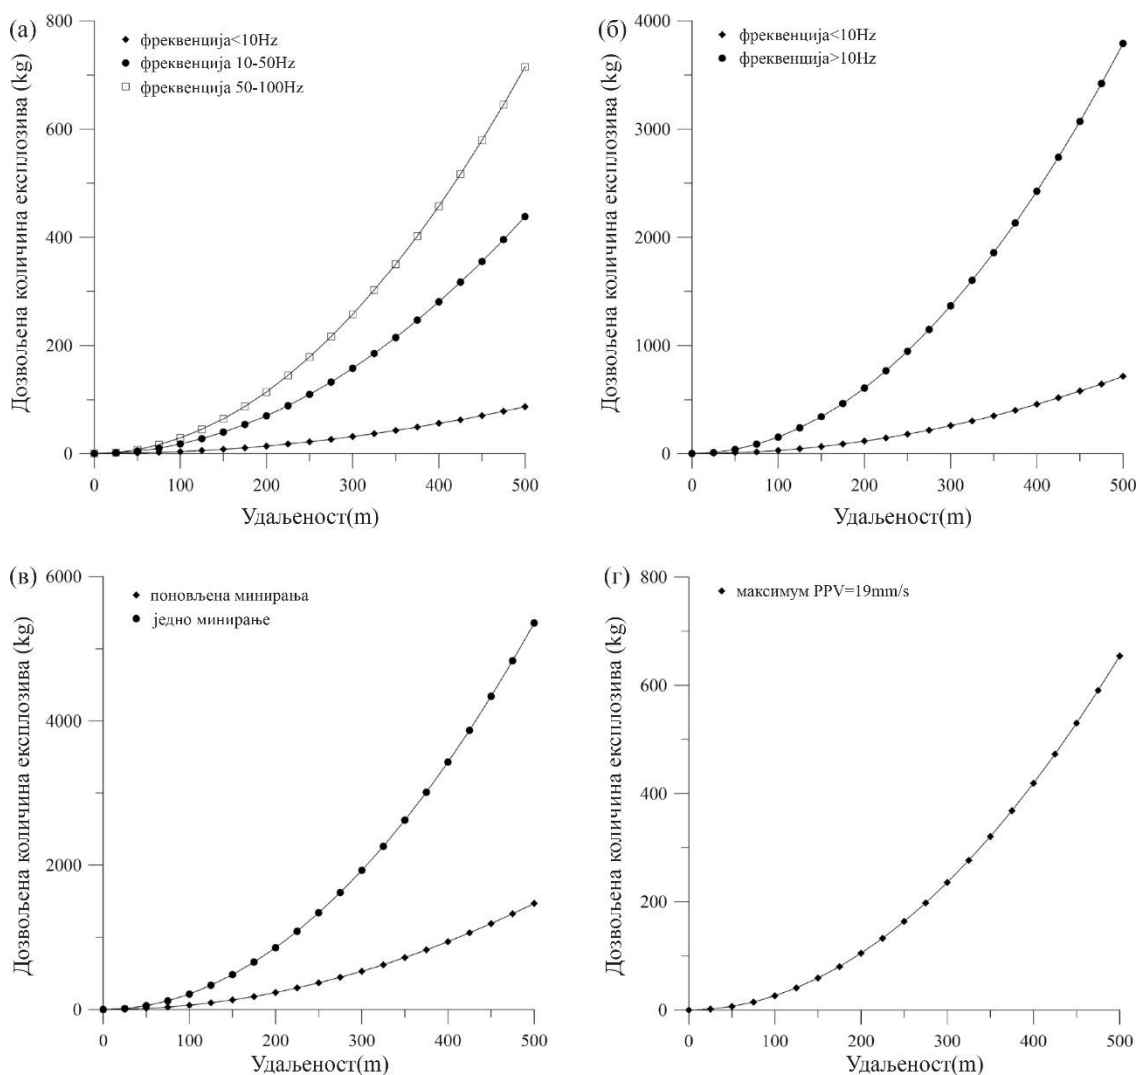 (а)
800
600
400
200
0
Дозвољена количина експлозива (kg)
фреквенција<10Hz
фреквенција 10-50Hz
фреквенција 50-100Hz
0 100 200 300 400 500
Удаљеност(m)
(б)
4000
3000
2000
1000
0
Дозвољена количина експлозива (kg)
фреквенција<10Hz
фреквенција>10Hz
0 100 200 300 400 500
Удаљеност(m)
(в)
6000
4000
2000
0
Дозвољена количина експлозива (kg)
поновљена минирања
једно минирање
0 100 200 300 400 500
Удаљеност(m)
(г)
800
600
400
200
0
Дозвољена количина експлозива (kg)
максимум PPV=19mm/s
0 100 200 300 400 500
Удаљеност(m)